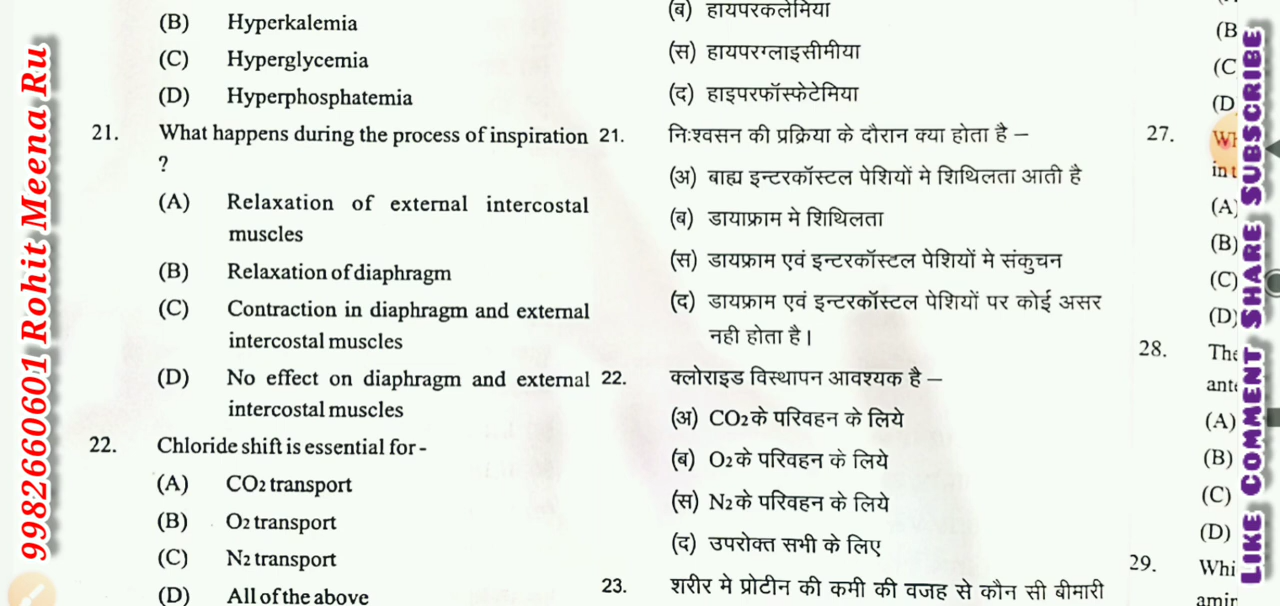 9982660601 Rohit Meena Ru
(B) Hyperkalemia
(C) Hyperglycemia
(D) Hyperphosphatemia
21. What happens during the process of inspiration
?
(A) Relaxation of external intercostal
muscles
(B) Relaxation of diaphragm
(C) Contraction in diaphragm and external
intercostal muscles
(D) No effect on diaphragm and external
intercostal muscles
22. Chloride shift is essential for -
(A) CO2 transport
(B) O2 transport
(C) N2 transport
(D) All of the above
(ब) हायपरकलेमिया
(स) हायपरग्लाइसीमीया
(द) हाइपरफॉस्फेटेमिया
21. निःश्वसन की प्रक्रिया के दौरान क्या होता है –
(अ) बाह्य इन्टरकॉस्टल पेशियों मे शिथिलता आती है
(ब) डायाफ्राम मे शिथिलता
(स) डायफ्राम एवं इन्टरकॉस्टल पेशियों मे संकुचन
(द) डायफ्राम एवं इन्टरकॉस्टल पेशियों पर कोई असर
नही होता है।
22. क्लोराइड विस्थापन आवश्यक है –
(अ) CO2 के परिवहन के लिये
(ब) O2 के परिवहन के लिये
(स) N2 के परिवहन के लिये
(द) उपरोक्त सभी के लिए
23. शरीर मे प्रोटीन की कमी की वजह से कौन सी बीमारी
(B
(C
(D
27.
(A)
(B)
(C)
(D)
28. The
ante
(A)
(B)
(C)
(D)
29. Whi
amin
LIKE COMMENT SHARE SUBSCRIBE